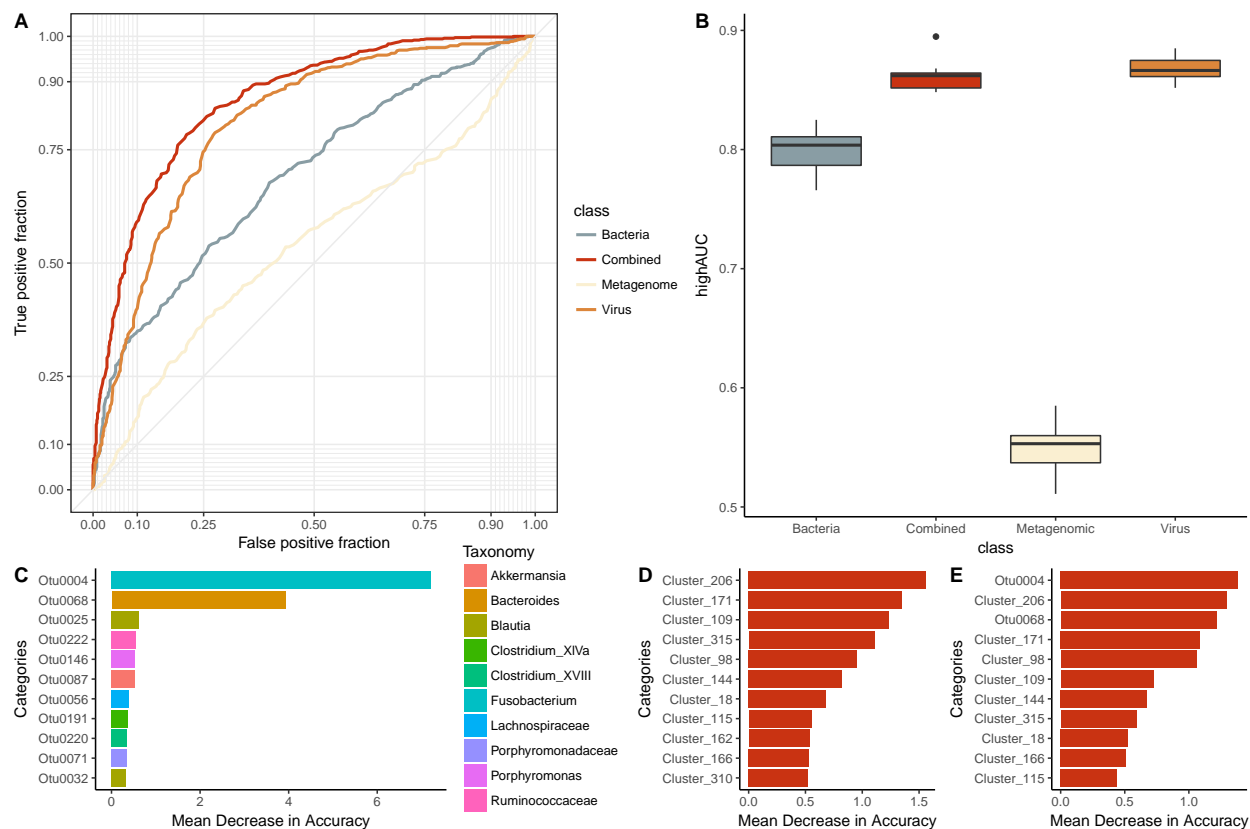 A
1.00
0.90
0.75
0.50
0.25
0.10
0.00
True positive fraction
0.00
0.10
0.25
0.50
0.75
0.90
1.00
False positive fraction
class
Bacteria
Combined
Metagenome
Virus
B
0.9
0.8
0.7
0.6
0.5
highAUC
Bacteria
Combined
Metagenomic
Virus
class
C
Otu0004
Otu0068
Otu0025
Otu0222
Otu0146
Otu0087
Otu0056
Otu0191
Otu0220
Otu0071
Otu0032
Categories
0
2
4
6
Mean Decrease in Accuracy
Taxonomy
Akkermansia
Bacteroides
Blautia
Clostridium_XIVa
Clostridium_XVIII
Fusobacterium
Lachnospiraceae
Porphyromonadaceae
Porphyromonas
Ruminococcaceae
D
Cluster_206
Cluster_171
Cluster_109
Cluster_315
Cluster_98
Cluster_144
Cluster_18
Cluster_115
Cluster_162
Cluster_166
Cluster_310
Categories
0.0
0.5
1.0
1.5
Mean Decrease in Accuracy
E
Otu0004
Cluster_206
Otu0068
Cluster_171
Cluster_98
Cluster_109
Cluster_144
Cluster_315
Cluster_18
Cluster_166
Cluster_115
Categories
0.0
0.5
1.0
Mean Decrease in Accuracy